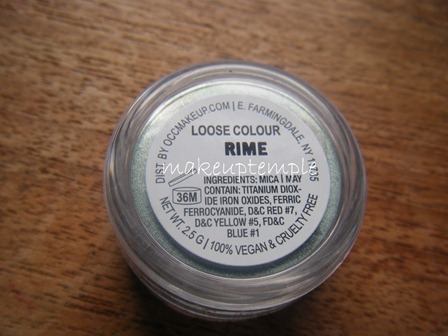 DIST. BY OCCMAKEUP.COM | E. FARMINGDALE, NY 11735
LOOSE COLOUR
RIME
makeuptemple
36M
INGREDIENTS: MICA | MAY
CONTAIN: TITANIUM DIOX-
IDE IRON OXIDES, FERRIC
FERROCYANIDE, D&C RED #7,
D&C YELLOW #5, FD&C
BLUE #1
NET WT. 2.5 G | 100% VEGAN & CRUELTY FREE